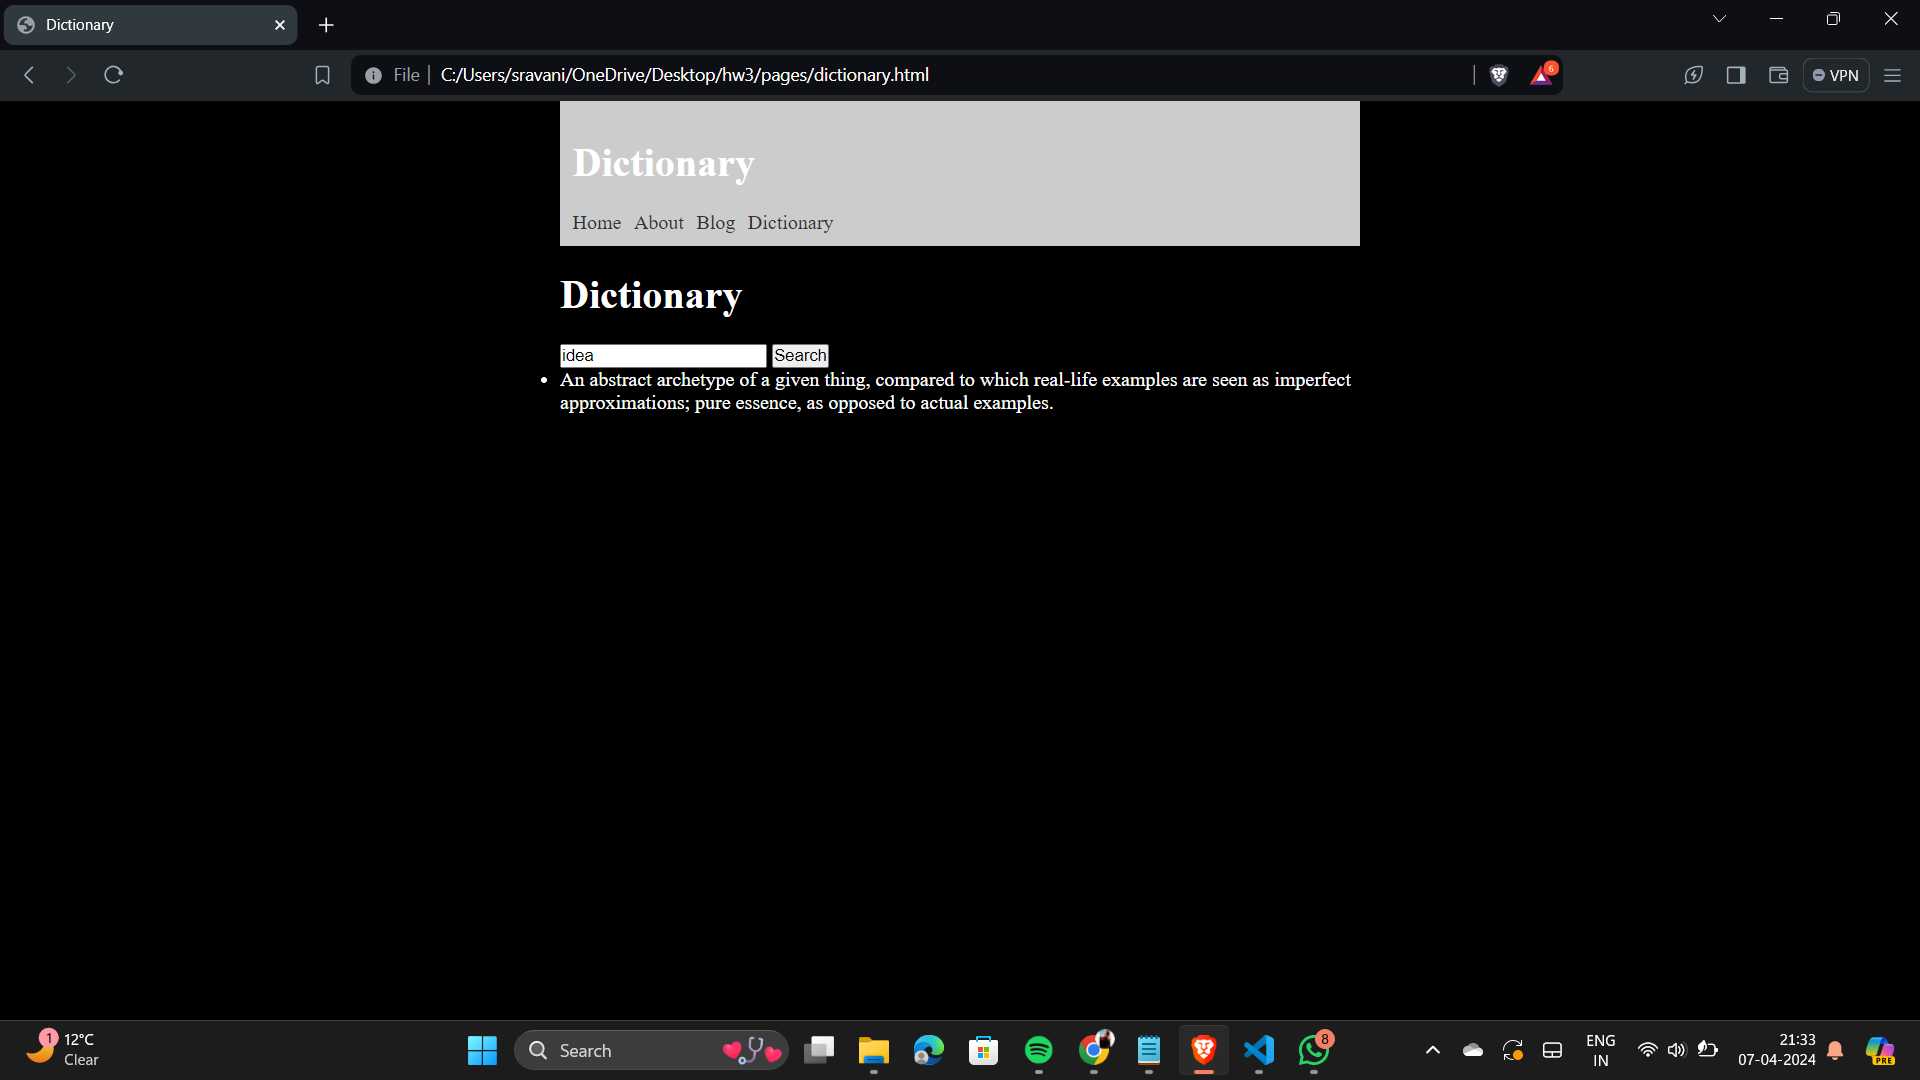 Dictionary
File
C:/Users/sravani/OneDrive/Desktop/hw3/pages/dictionary.html
6
VPN
Dictionary
Home About Blog Dictionary
Dictionary
idea
Search
An abstract archetype of a given thing, compared to which real-life examples are seen as imperfect
approximations; pure essence, as opposed to actual examples.
1
12°C
Clear
Search
8
ENG
IN
21:33
07-04-2024
PRE